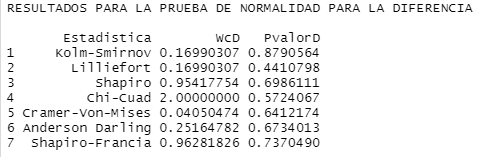 RESULTADOS PARA LA PRUEBA DE NORMALIDAD PARA LA DIFERENCIA
Estadistica WcD PvalorD
1 Kolm-Smirnov 0.16990307 0.8790564
2 Lilliefort 0.16990307 0.4410798
3 Shapiro 0.95417754 0.6986111
4 Chi-Cuad 2.00000000 0.5724067
5 Cramer-Von-Mises 0.04050474 0.6412174
6 Anderson Darling 0.25164782 0.6734013
7 Shapiro-Francia 0.96281826 0.7370490